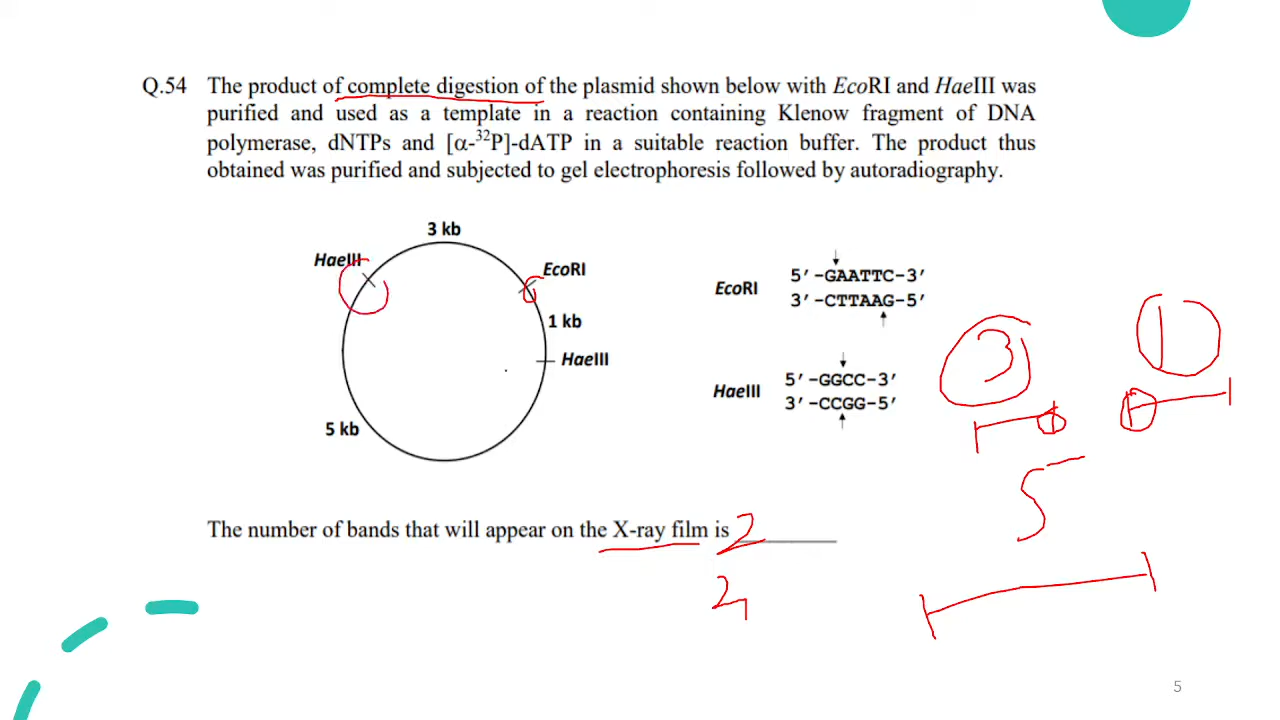 Q.54 The product of complete digestion of the plasmid shown below with EcoRI and HaeIII was
purified and used as a template in a reaction containing Klenow fragment of DNA
polymerase, dNTPs and [α-³²P]-dATP in a suitable reaction buffer. The product thus
obtained was purified and subjected to gel electrophoresis followed by autoradiography.
3 kb
HaeIII
EcoRI
1 kb
HaeIII
5 kb
EcoRI
5′-GAATTC-3′
3′-CTTAAG-5′
HaeIII
5′-GGCC-3′
3′-CCGG-5′
3
1
5
The number of bands that will appear on the X-ray film is 2
5